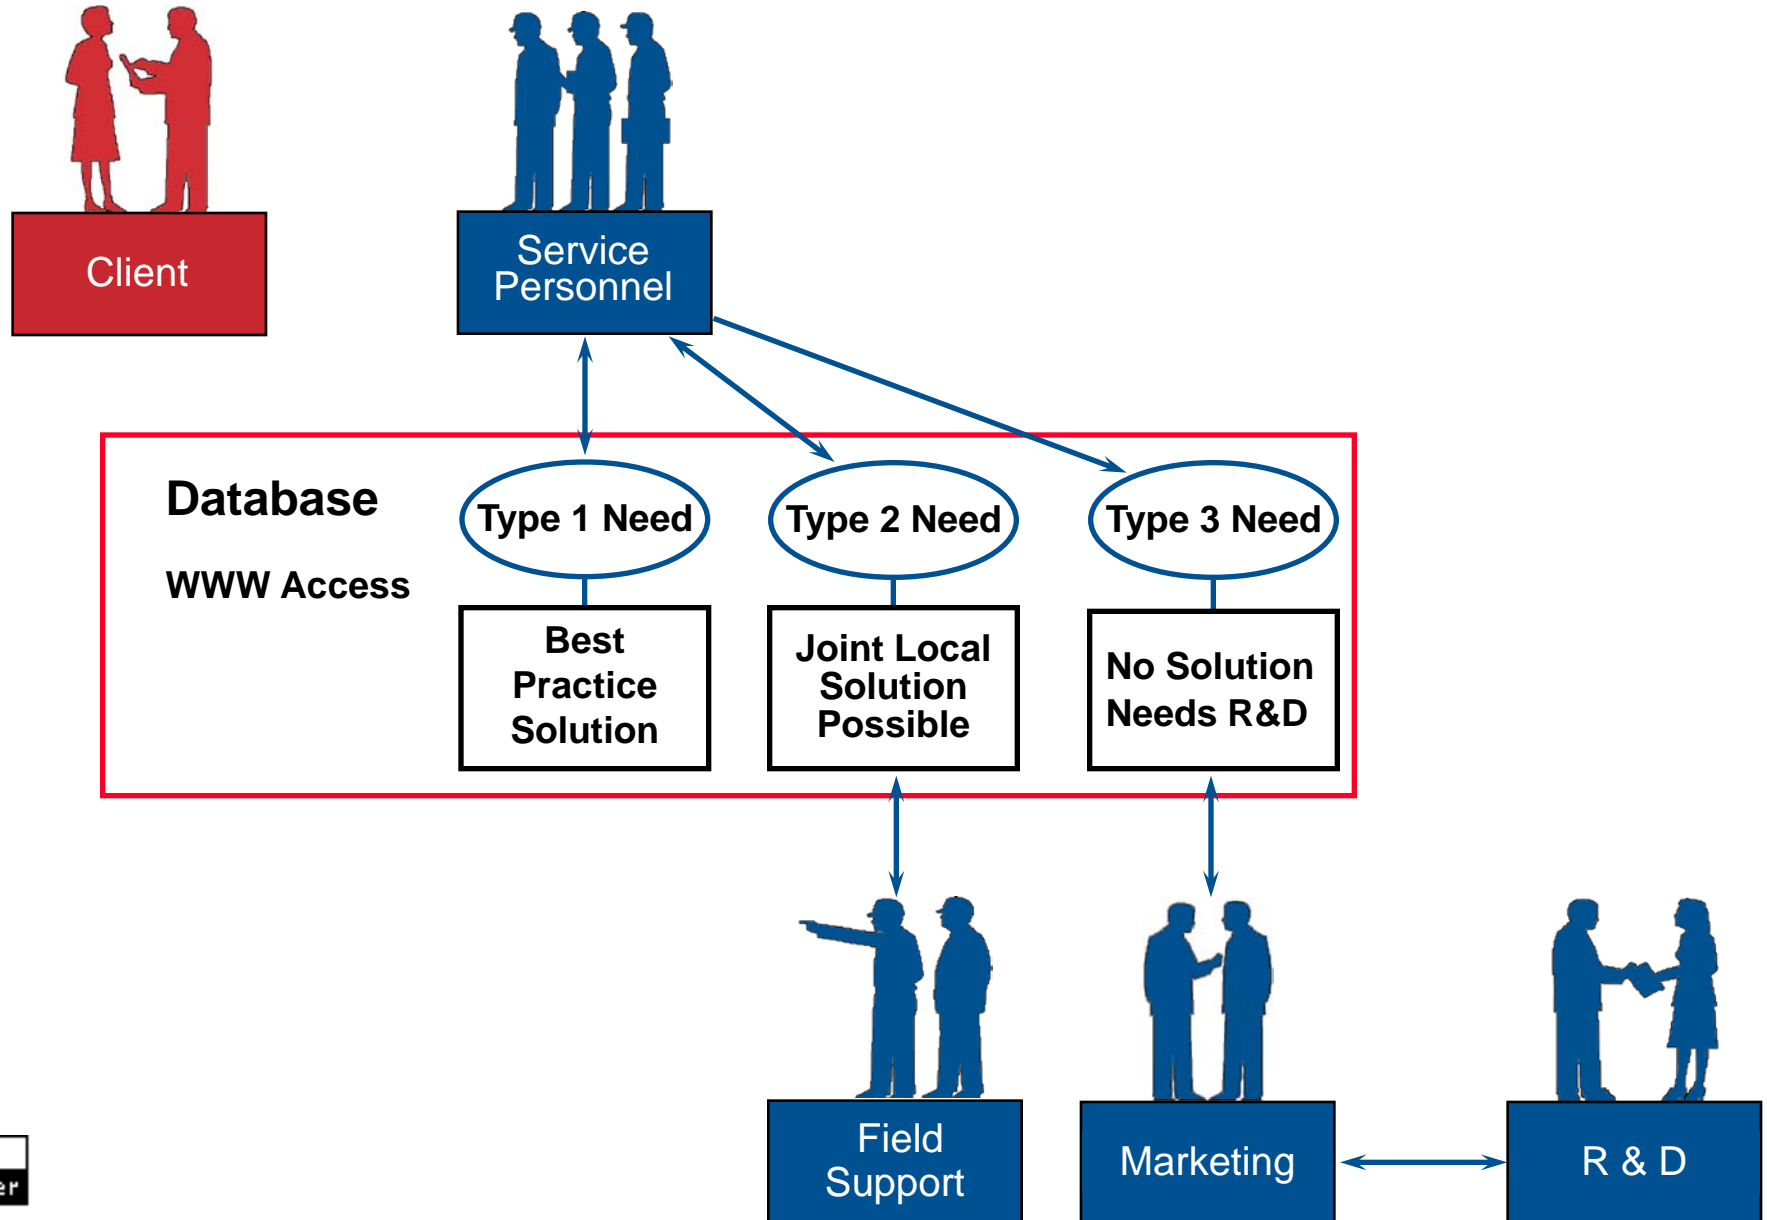 Client
Service
Personnel
Database
WWW Access
Type 1 Need
Type 2 Need
Type 3 Need
Best
Practice
Solution
Joint Local
Solution
Possible
No Solution
Needs R&D
Field
Support
Marketing
R & D